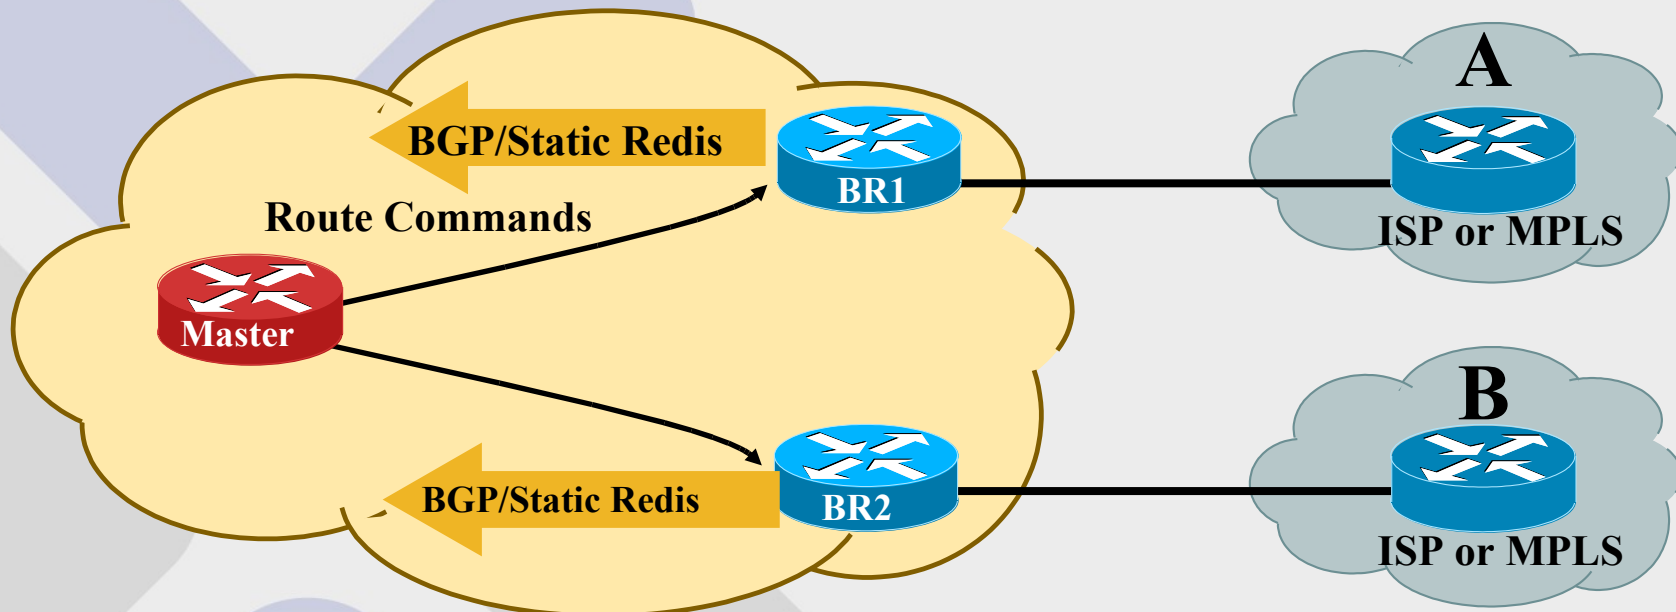 A
BGP/Static Redis
BR1
Route Commands
ISP or MPLS
Master
B
BGP/Static Redis
BR2
ISP or MPLS